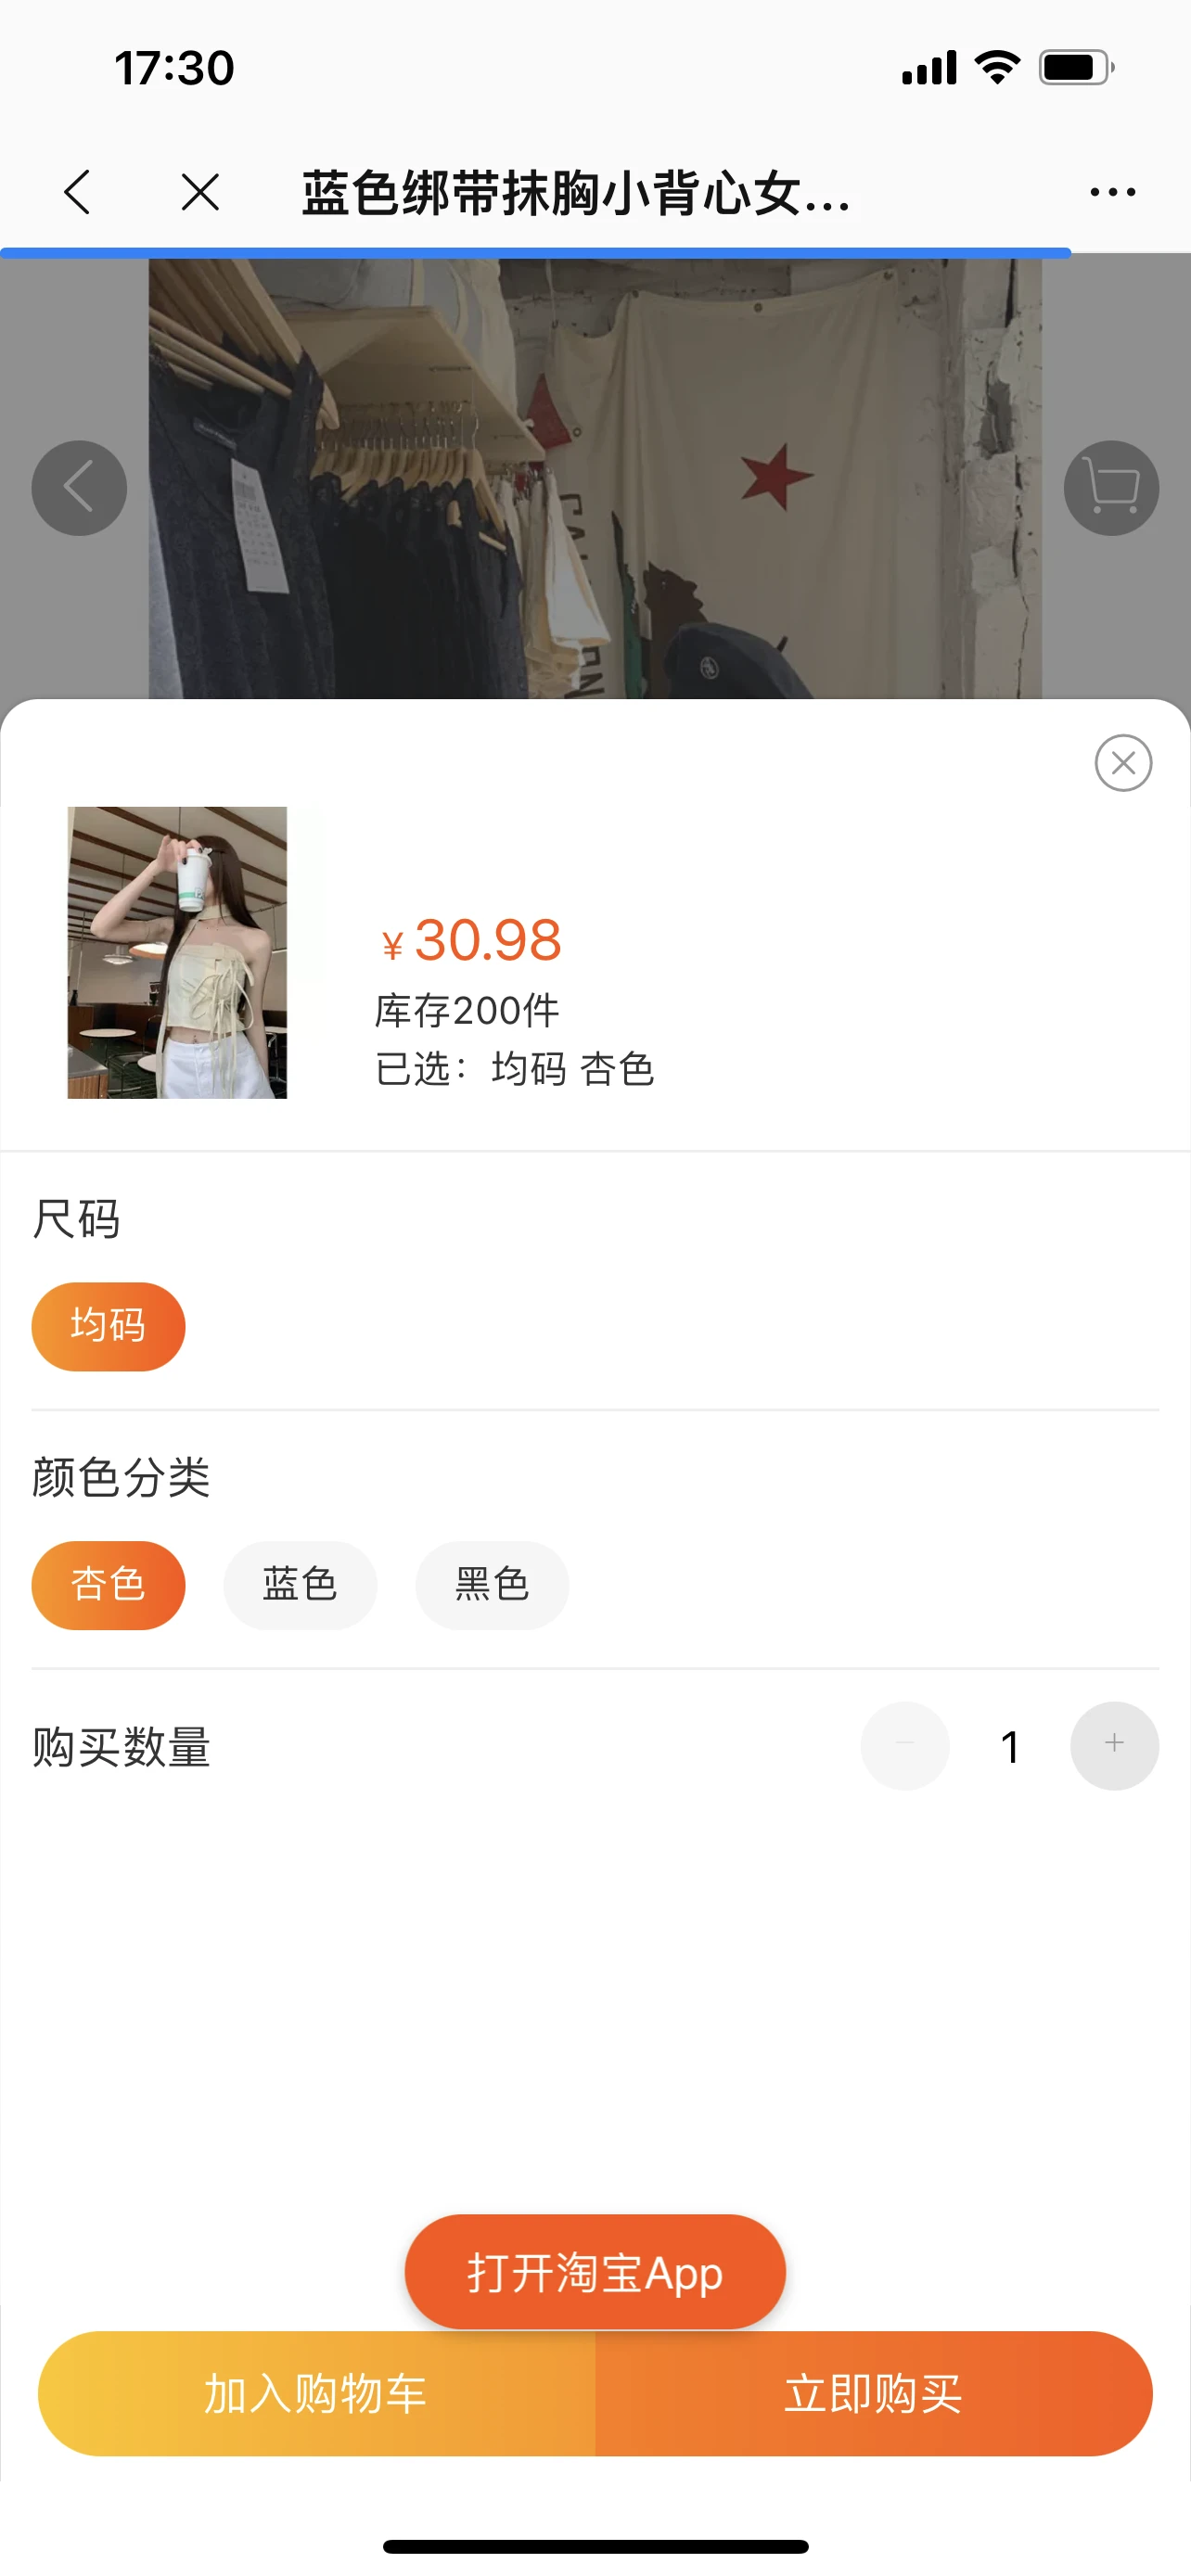 17:30
蓝色绑带抹胸小背心女...
¥30.98
库存200件
已选：均码 杏色
尺码
均码
颜色分类
杏色 蓝色 黑色
购买数量
1
打开淘宝App
加入购物车 立即购买